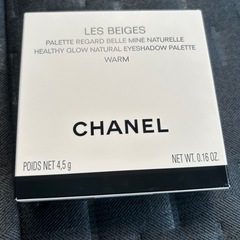 LES BEIGES
PALETTE REGARD BELLE MINE NATURELLE
HEALTHY GLOW NATURAL EYESHADOW PALETTE
WARM
CHANEL
POIDS NET 4,5 g NET WT. 0.16 OZ.